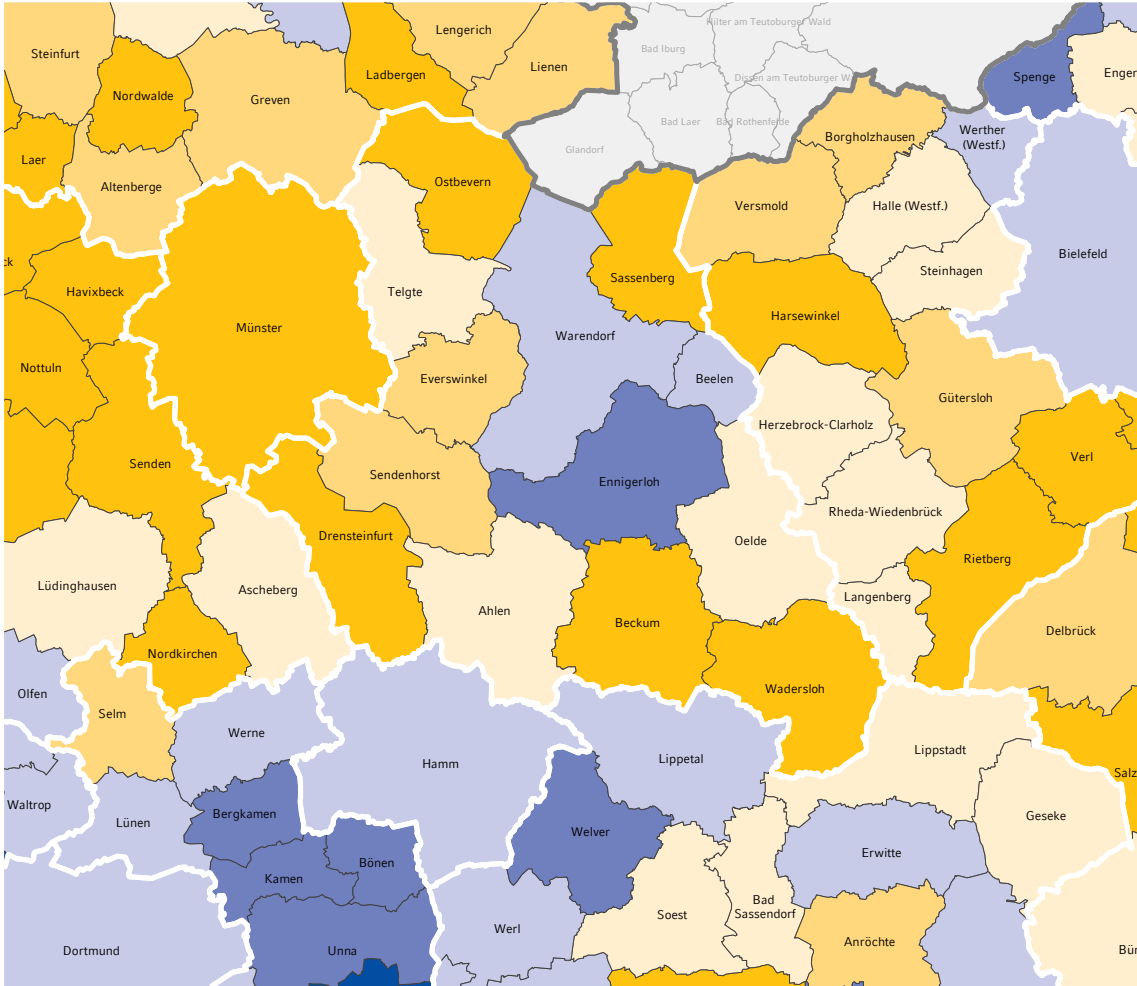 Lengerich
Hilter am Teutoburger Wald
Steinfurt
Bad Iburg
Lienen
Ladbergen
Spenge
Enger
Dissen am Teutoburger W
Nordwalde
Greven
Bad Laer
Bad Rothenfelde
Werther
(Westf.)
Borgholzhausen
Glandorf
Laer
Ostbevern
Altenberge
Versmold
Halle (Westf.)
Bielefeld
ck
Steinhagen
Sassenberg
Havixbeck
Telgte
Harsewinkel
Münster
Warendorf
Nottuln
Everswinkel
Beelen
Gütersloh
Herzebrock-Clarholz
Verl
Senden
Sendenhorst
Ennigerloh
Rheda-Wiedenbrück
Drensteinfurt
Oelde
Rietberg
Lüdinghausen
Ascheberg
Langenberg
Ahlen
Beckum
Delbrück
Nordkirchen
Wadersloh
Olfen
Selm
Werne
Lippstadt
Lippetal
Hamm
Salz
Waltrop
Bergkamen
Geseke
Lünen
Welver
Erwitte
Bönen
Kamen
Bad
Sassendorf
Soest
Werl
Anröchte
Dortmund
Unna
Bür